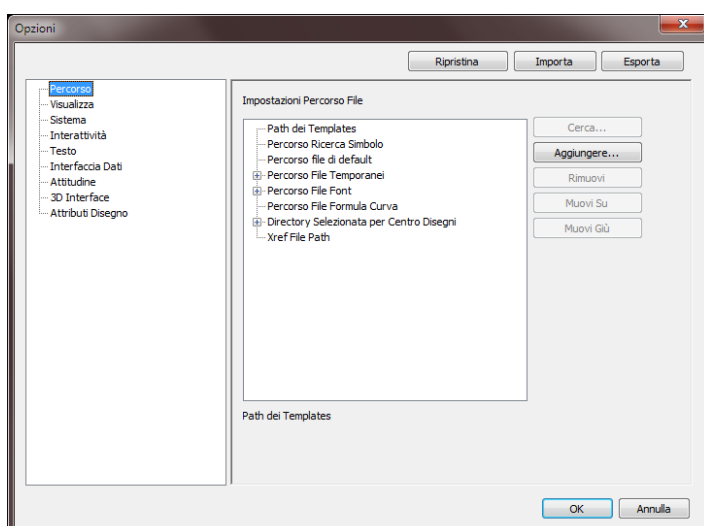 Opzioni
Ripristina
Importa
Esporta
Percorso
Visualizza
Sistema
Interattività
Testo
Interfaccia Dati
Attitudine
3D Interface
Attributi Disegno
Impostazioni Percorso File
Path dei Templates
Percorso Ricerca Simbolo
Percorso file di default
Percorso File Temporanei
Percorso File Font
Percorso File Formula Curva
Directory Selezionata per Centro Disegni
Xref File Path
Cerca...
Aggiungere...
Rimuovi
Muovi Su
Muovi Giù
Path dei Templates
OK
Annulla